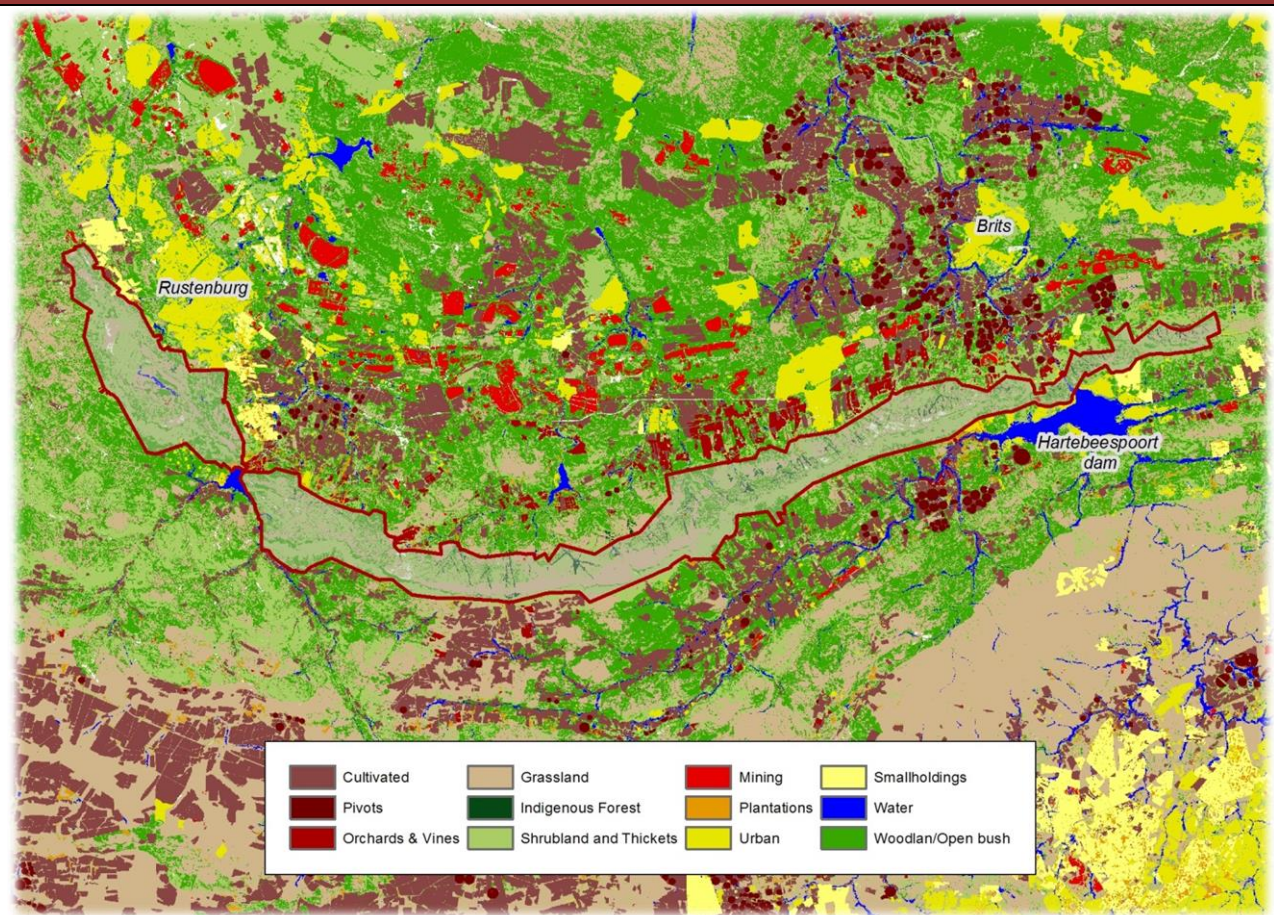 Brits
Rustenburg
Hartebeespoort
dam
Cultivated
Grassland
Mining
Smallholdings
Pivots
Indigenous Forest
Plantations
Water
Orchards & Vines
Shrubland and Thickets
Urban
Woodlan/Open bush